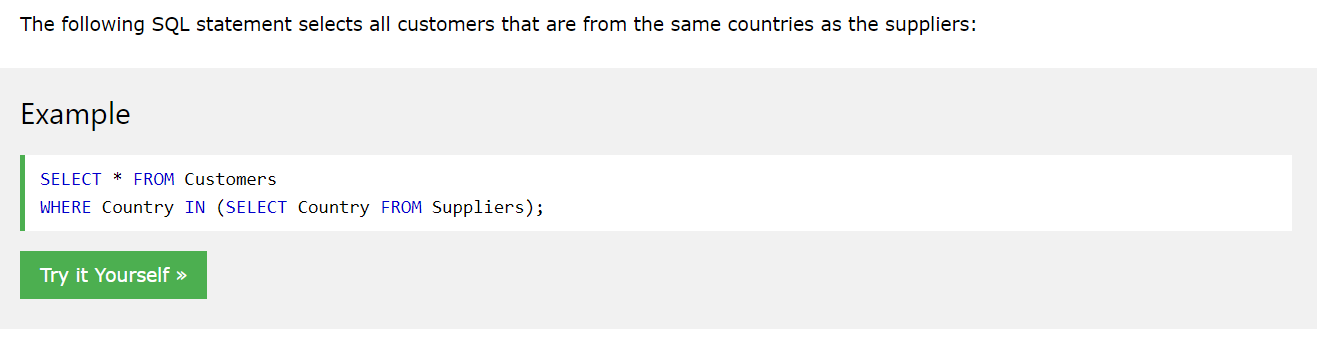 The following SQL statement selects all customers that are from the same countries as the suppliers:
Example
SELECT * FROM Customers
WHERE Country IN (SELECT Country FROM Suppliers);
Try it Yourself »